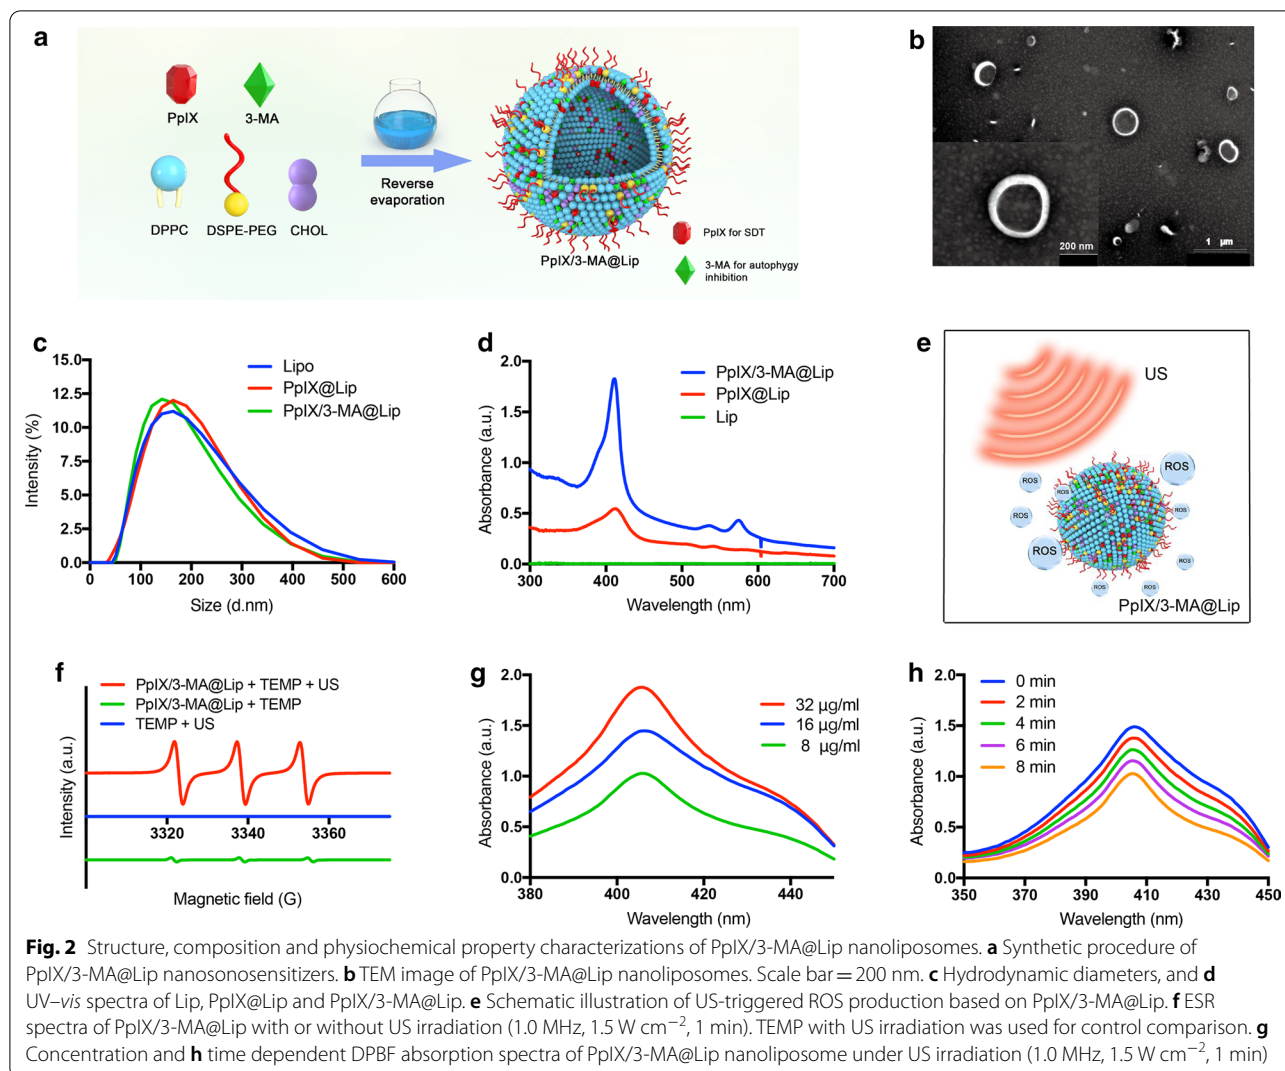 a
PpIX
3-MA
DPPC
DSPE-PEG
CHOL
Reverse
evaporation
PpIX/3-MA@Lip
PpIX for SDT
3-MA for autophygy
inhibition
b
200 nm
1 µm
c
Intensity (%)
15.0
12.5
10.0
7.5
5.0
2.5
0.0
0 100 200 300 400 500 600
Size (d.nm)
Lipo
PpIX@Lip
PpIX/3-MA@Lip
d
Absorbance (a.u.)
2.0
1.5
1.0
0.5
0.0
300 400 500 600 700
Wavelength (nm)
PpIX/3-MA@Lip
PpIX@Lip
Lip
e
US
ROS
ROS
ROS
ROS
ROS
ROS
ROS
ROS
ROS
ROS
PpIX/3-MA@Lip
f
PpIX/3-MA@Lip + TEMP + US
PpIX/3-MA@Lip + TEMP
TEMP + US
Intensity (a.u.)
3320 3340 3360
Magnetic field (G)
g
Absorbance (a.u.)
2.0
1.5
1.0
0.5
0.0
380 400 420 440
Wavelength (nm)
32 µg/ml
16 µg/ml
8 µg/ml
h
Absorbance (a.u.)
2.0
1.5
1.0
0.5
0.0
350 370 390 410 430 450
Wavelength (nm)
0 min
2 min
4 min
6 min
8 min
Fig. 2 Structure, composition and physiochemical property characterizations of PpIX/3-MA@Lip nanoliposomes. a Synthetic procedure of
PpIX/3-MA@Lip nanosonosensitizers. b TEM image of PpIX/3-MA@Lip nanoliposomes. Scale bar = 200 nm. c Hydrodynamic diameters, and d
UV–vis spectra of Lip, PpIX@Lip and PpIX/3-MA@Lip. e Schematic illustration of US-triggered ROS production based on PpIX/3-MA@Lip. f ESR
spectra of PpIX/3-MA@Lip with or without US irradiation (1.0 MHz, 1.5 W cm⁻², 1 min). TEMP with US irradiation was used for control comparison. g
Concentration and h time dependent DPBF absorption spectra of PpIX/3-MA@Lip nanoliposome under US irradiation (1.0 MHz, 1.5 W cm⁻², 1 min)